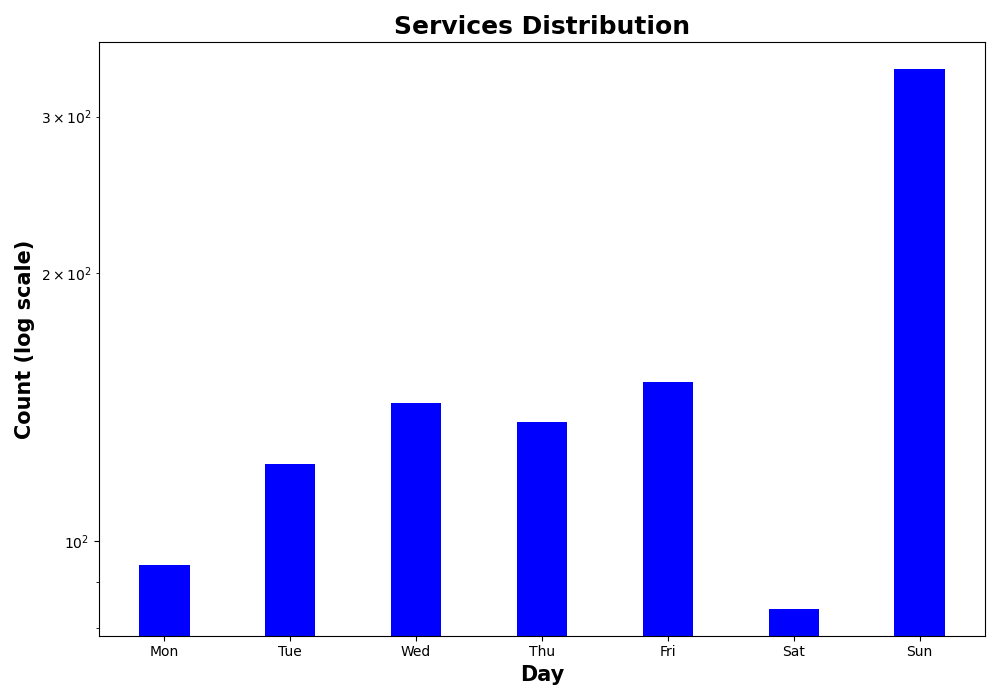 Services Distribution
Count (log scale)
3 × 10²
2 × 10²
10²
Mon Tue Wed Thu Fri Sat Sun
Day